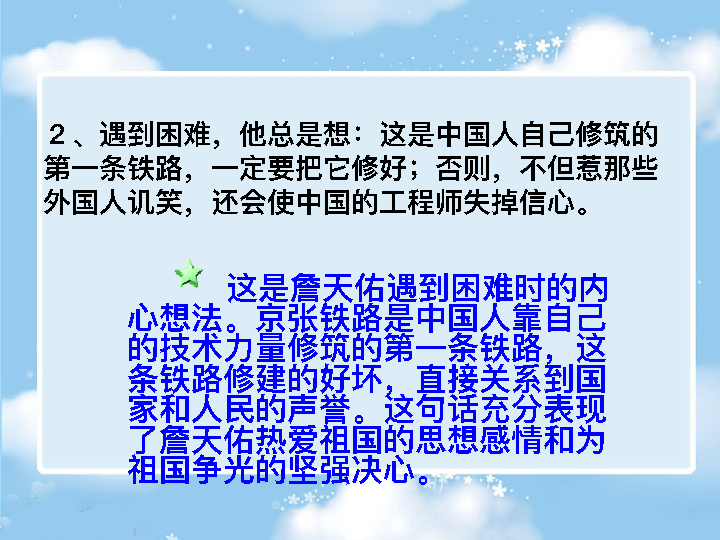 2、遇到困难，他总是想：这是中国人自己修筑的
第一条铁路，一定要把它修好；否则，不但惹那些
外国人讥笑，还会使中国的工程师失掉信心。
这是詹天佑遇到困难时的内
心想法。京张铁路是中国人靠自己
的技术力量修筑的第一条铁路，这
条铁路修建的好坏，直接关系到国
家和人民的声誉。这句话充分表现
了詹天佑热爱祖国的思想感情和为
祖国争光的坚强决心。